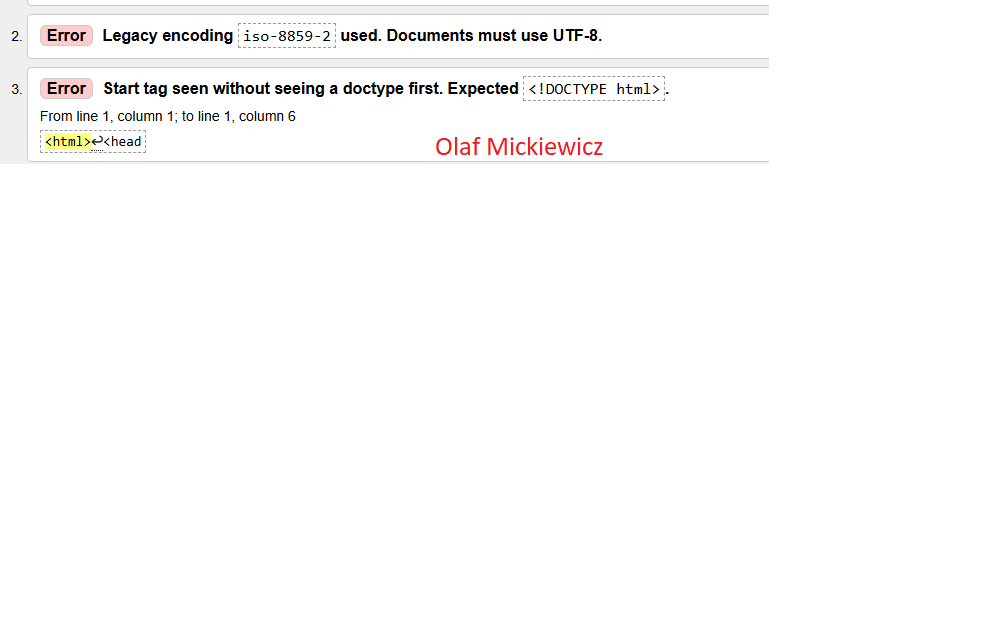 2. Error Legacy encoding iso-8859-2 used. Documents must use UTF-8.
3. Error Start tag seen without seeing a doctype first. Expected <!DOCTYPE html>.
From line 1, column 1; to line 1, column 6
<html>↩<head
Olaf Mickiewicz